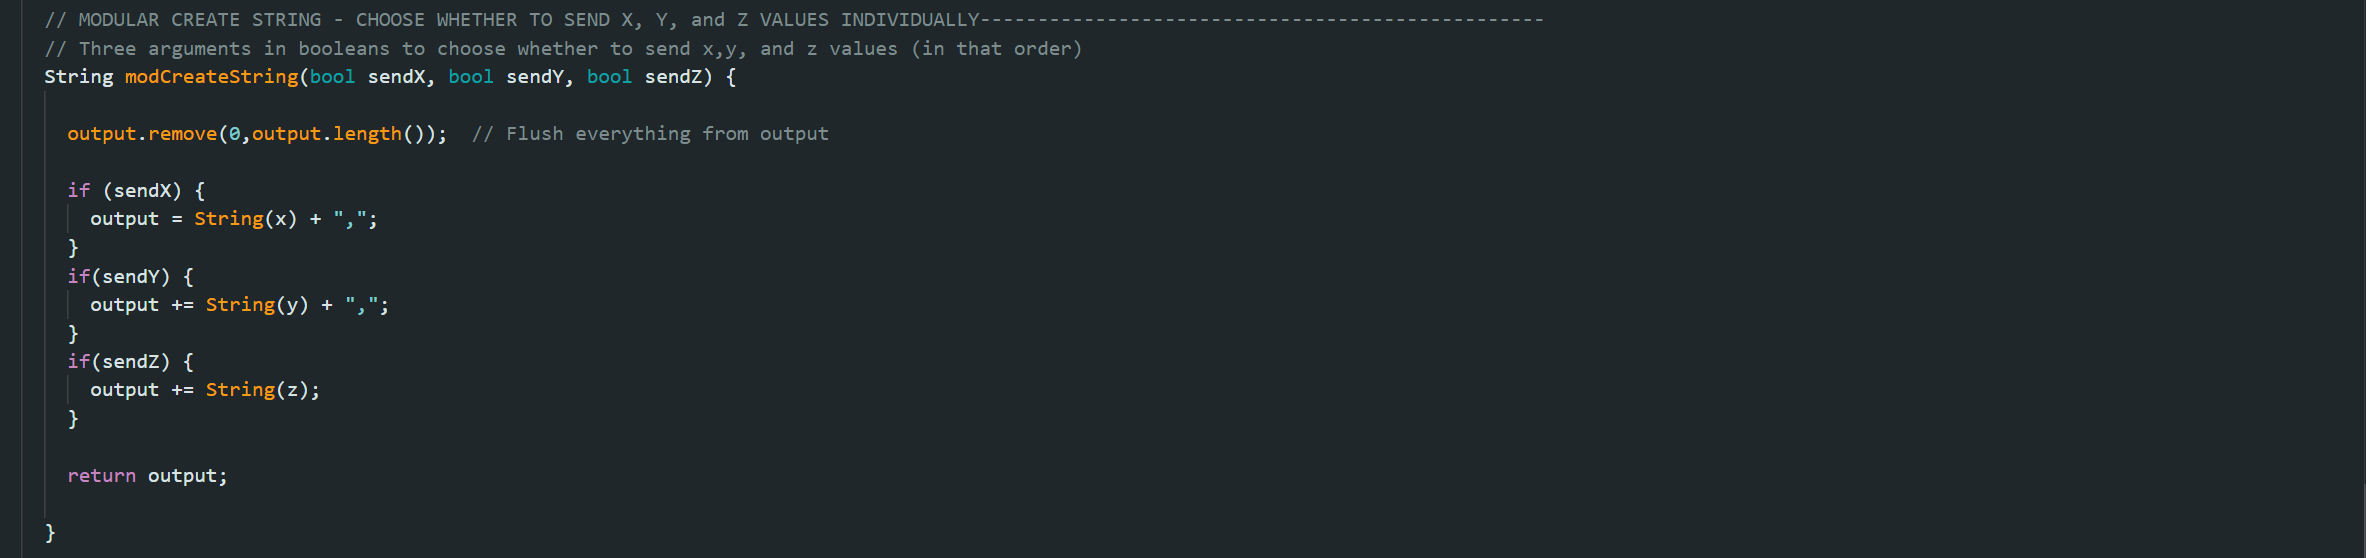 // MODULAR CREATE STRING - CHOOSE WHETHER TO SEND X, Y, and Z VALUES INDIVIDUALLY-------------------------------------------------
// Three arguments in booleans to choose whether to send x,y, and z values (in that order)
String modCreateString(bool sendX, bool sendY, bool sendZ) {
output.remove(0,output.length());  // Flush everything from output
if (sendX) {
output = String(x) + ",";
}
if(sendY) {
output += String(y) + ",";
}
if(sendZ) {
output += String(z);
}
return output;
}